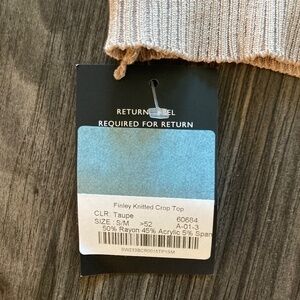 RETURN LABEL
REQUIRED FOR RETURN
Finley Knitted Crop Top
CLR: Taupe 60684
SIZE : S/M >52 A-01-3
50% Rayon 45% Acrylic 5% Span